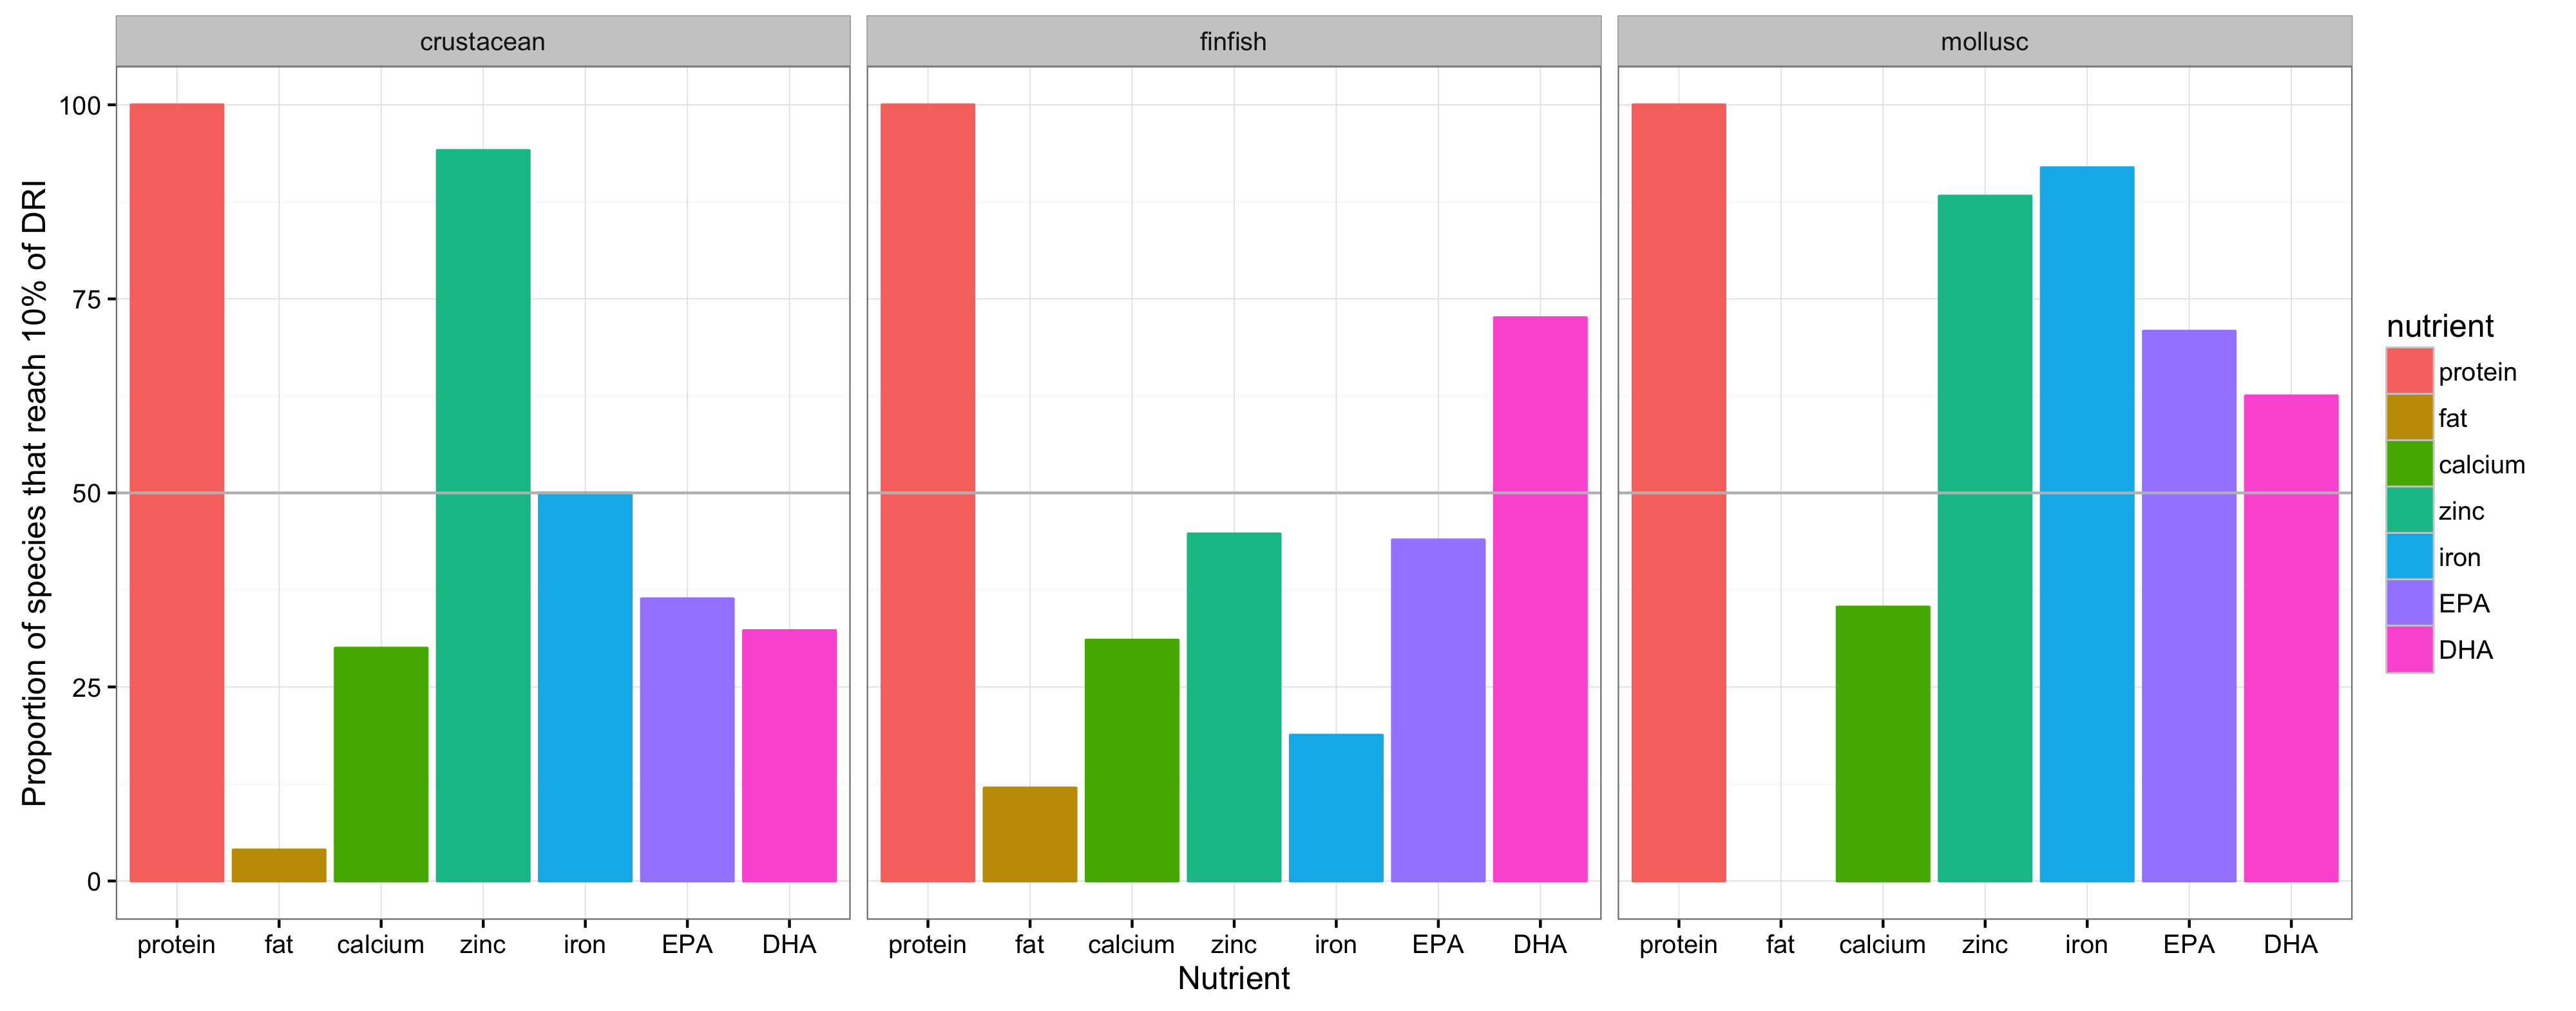 crustacean
finfish
mollusc
Proportion of species that reach 10% of DRI
100
75
50
25
0
protein fat calcium zinc iron EPA DHA
protein fat calcium zinc iron EPA DHA
protein fat calcium zinc iron EPA DHA
Nutrient
nutrient
protein
fat
calcium
zinc
iron
EPA
DHA